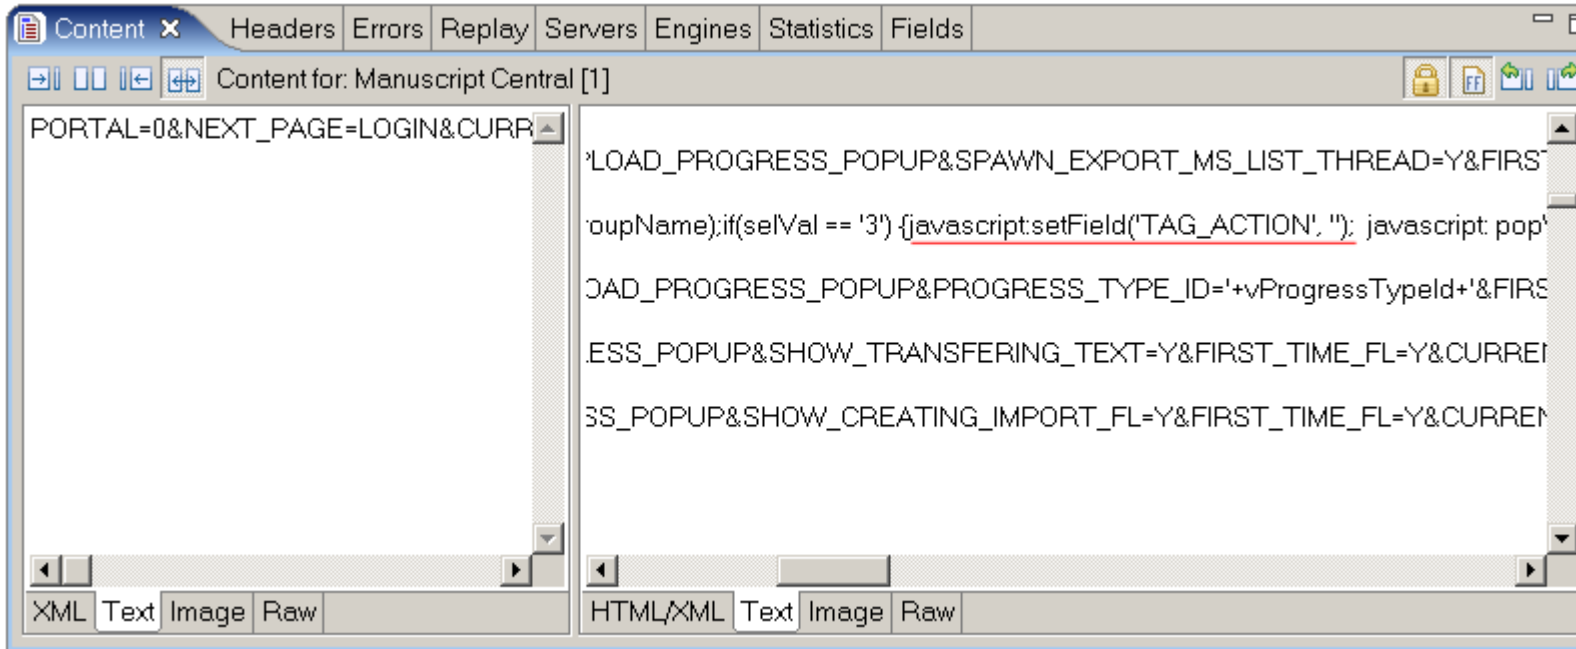 Content Headers Errors Replay Servers Engines Statistics Fields
Content for: Manuscript Central [1]
FF
PORTAL=0&NEXT_PAGE=LOGIN&CURR
LOAD_PROGRESS_POPUP&SPAWN_EXPORT_MS_LIST_THREAD=Y&FIRST
oupName);if(selVal == '3') {javascript:setField('TAG_ACTION', ''); javascript: pop
OAD_PROGRESS_POPUP&PROGRESS_TYPE_ID='+vProgressTypeId+'&FIRS
ESS_POPUP&SHOW_TRANSFERING_TEXT=Y&FIRST_TIME_FL=Y&CURREN
SS_POPUP&SHOW_CREATING_IMPORT_FL=Y&FIRST_TIME_FL=Y&CURREN
XML Text Image Raw
HTML/XML Text Image Raw